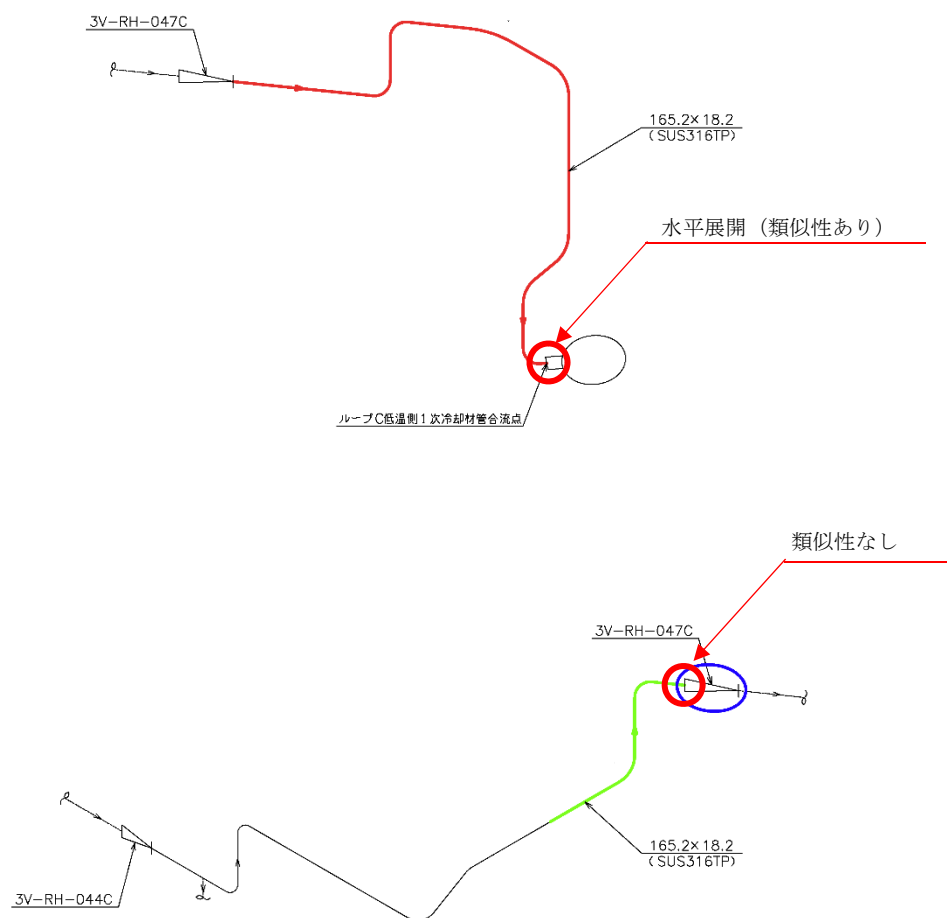 3V-RH-047C
165.2×18.2
(SUS316TP)
水平展開（類似性あり）
ループC低温側1次冷却材管合流点
類似性なし
3V-RH-047C
165.2×18.2
(SUS316TP)
3V-RH-044C